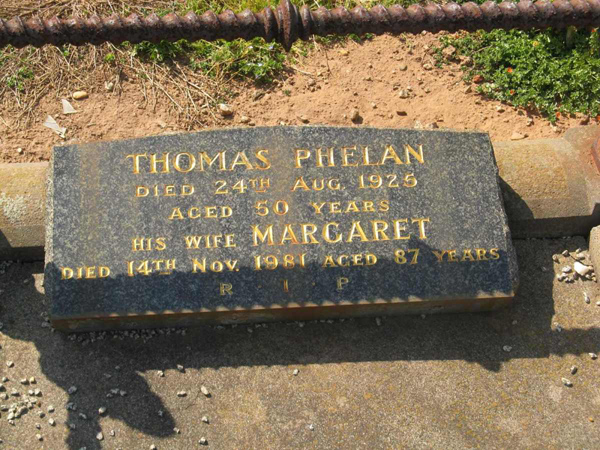 THOMAS PHELAN
DIED 24TH AUG. 1925
AGED 50 YEARS
HIS WIFE MARGARET
DIED 14TH NOV. 1981 AGED 87 YEARS
R I P